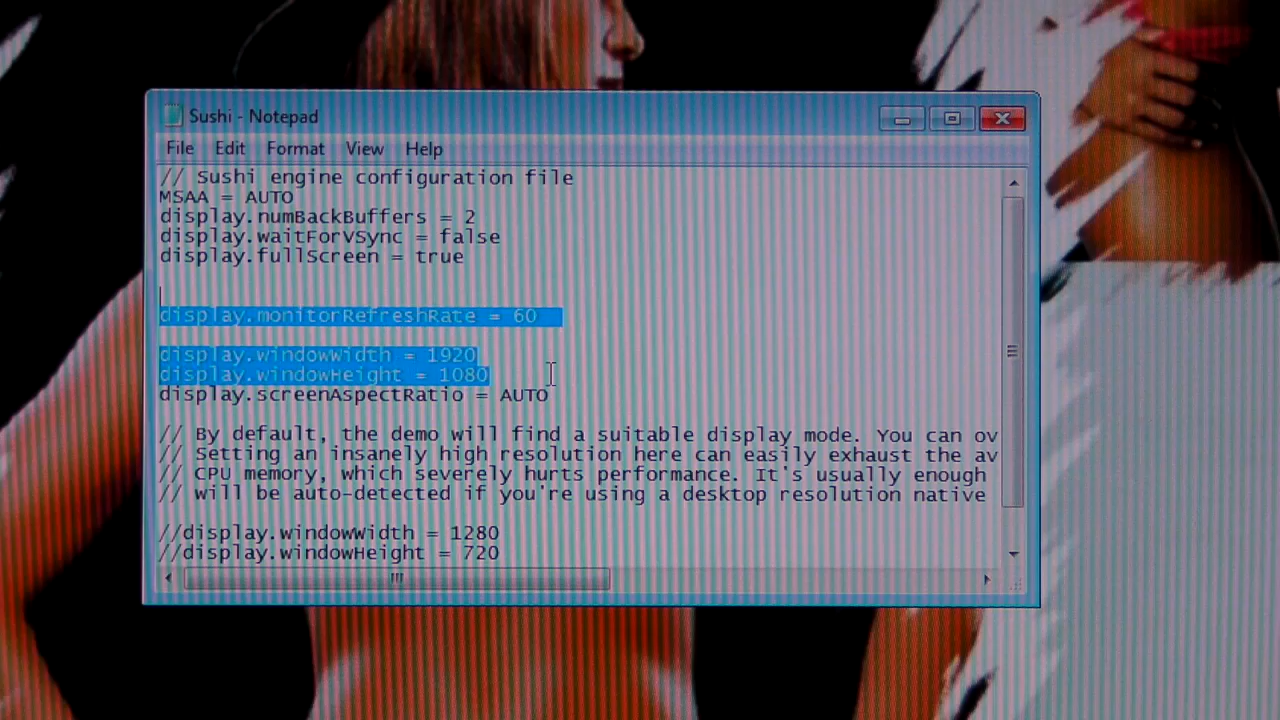 Sushi - Notepad
File Edit Format View Help
// Sushi engine configuration file
MSAA = AUTO
display.numBackBuffers = 2
display.waitForVSync = false
display.fullScreen = true
display.monitorRefreshRate = 60
display.windowWidth = 1920
display.windowHeight = 1080
display.screenAspectRatio = AUTO
// By default, the demo will find a suitable display mode. You can ov
// Setting an insanely high resolution here can easily exhaust the av
// CPU memory, which severely hurts performance. It's usually enough
// will be auto-detected if you're using a desktop resolution native
//display.windowWidth = 1280
//display.windowHeight = 720